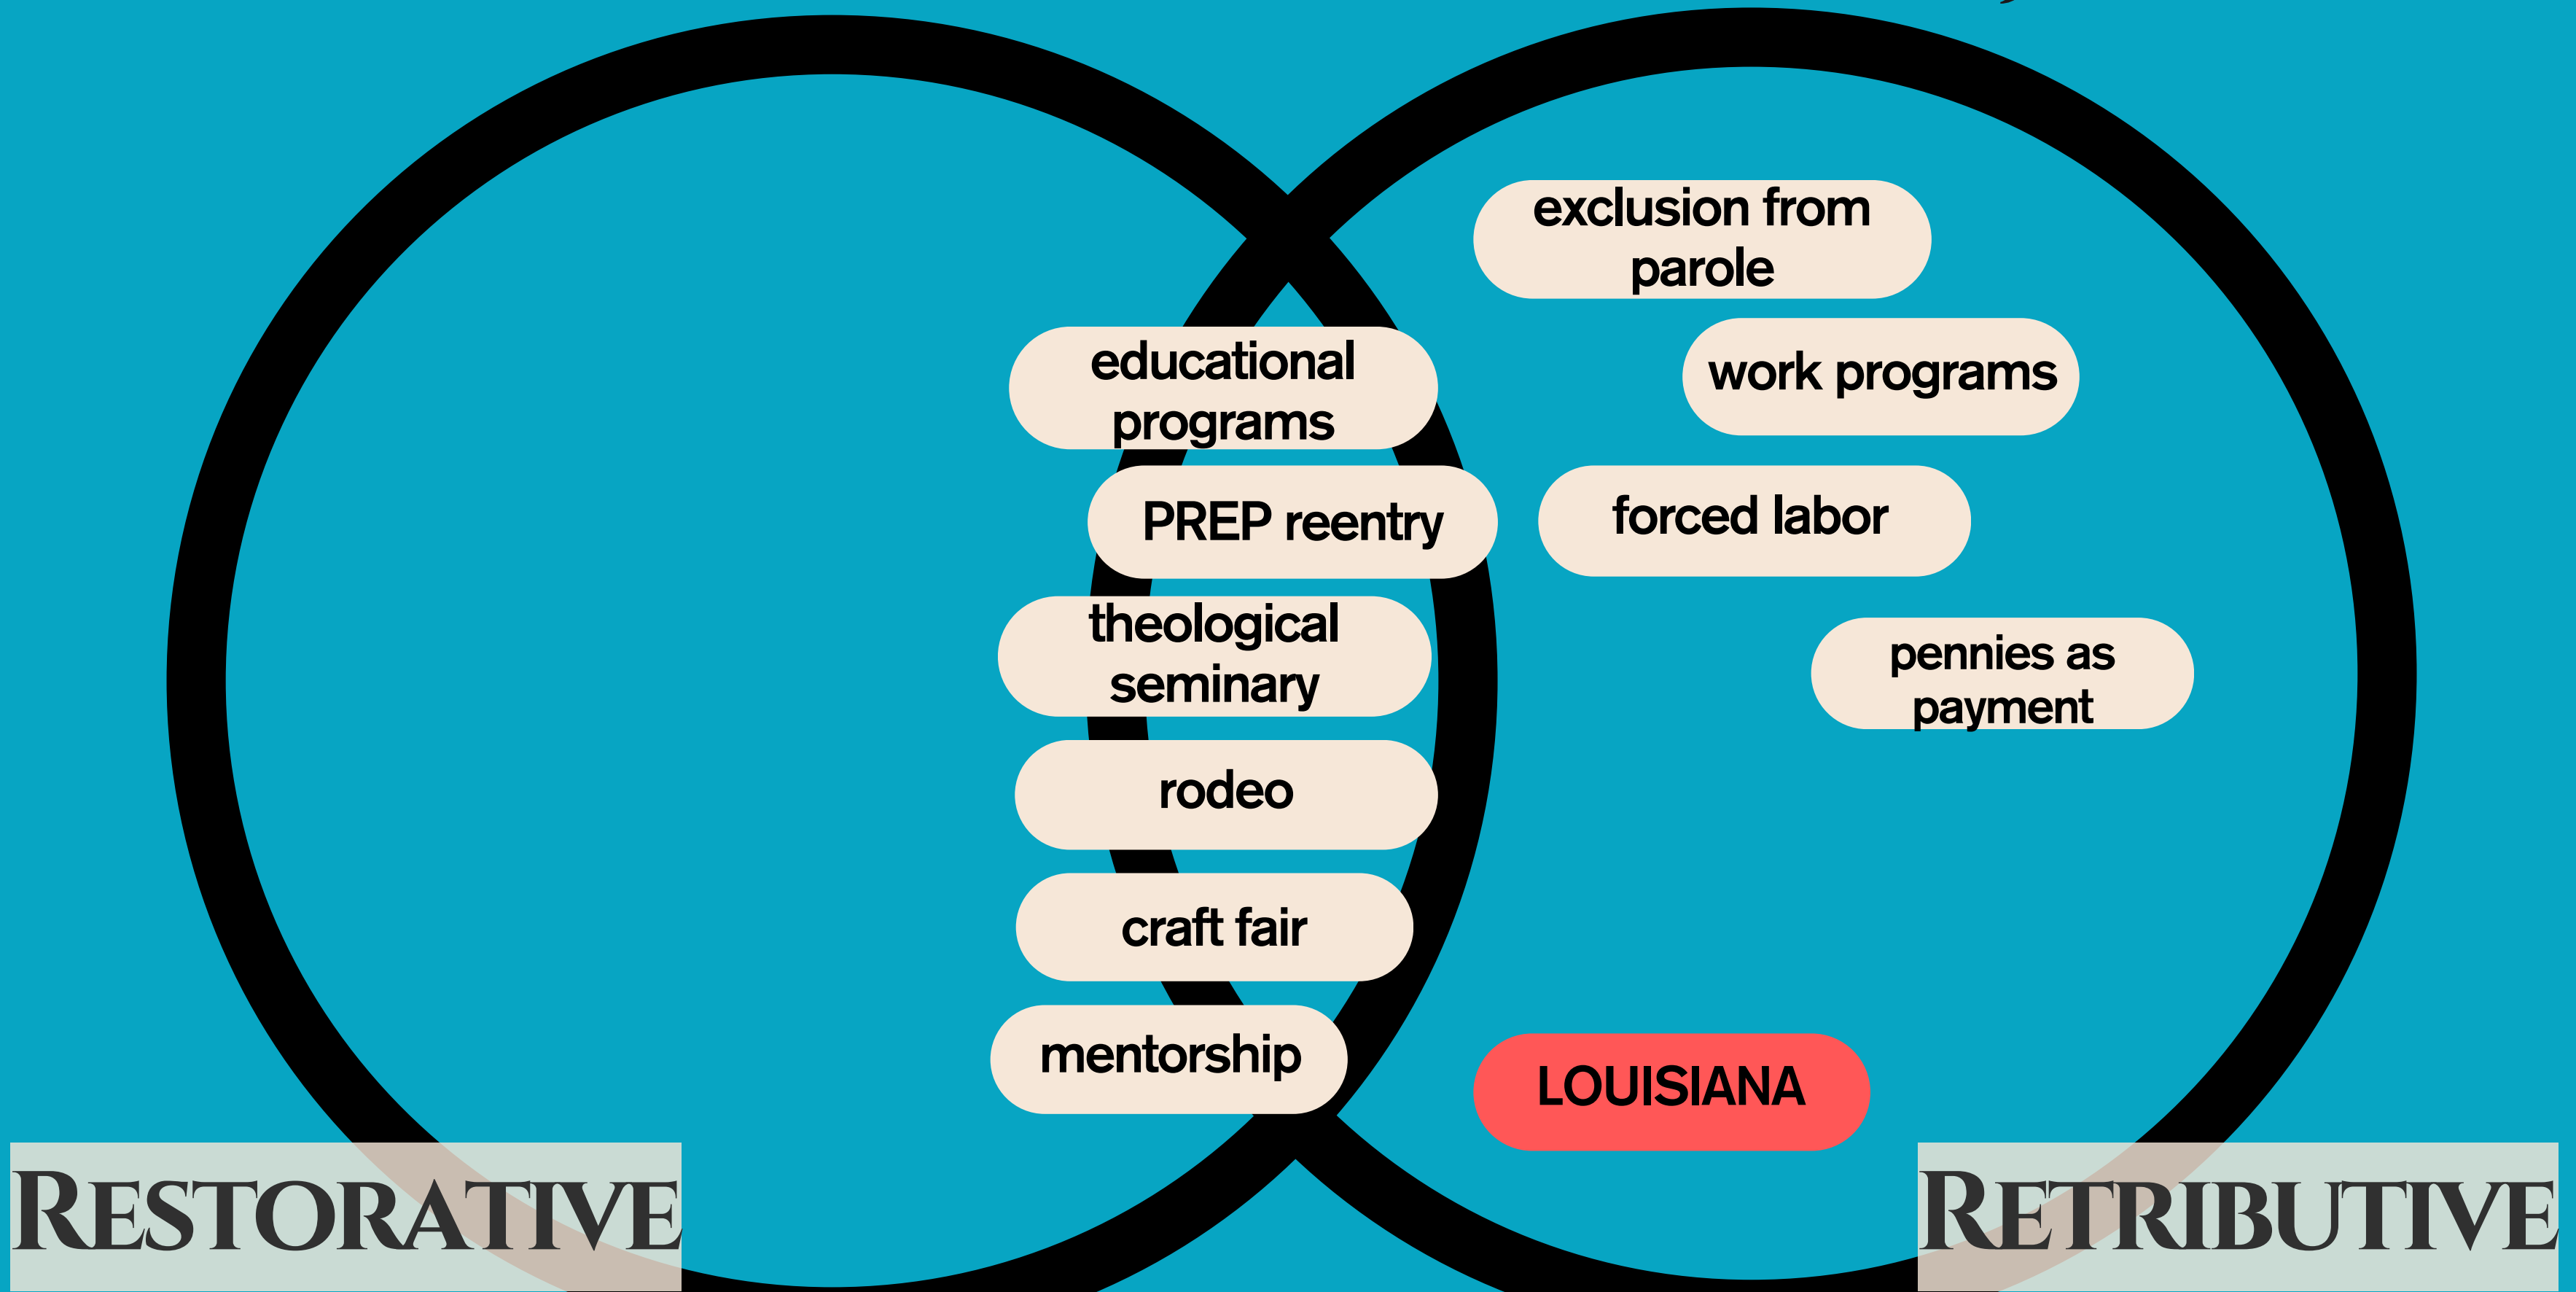 exclusion from
parole
educational
programs
work programs
PREP reentry
forced labor
theological
seminary
pennies as
payment
rodeo
craft fair
mentorship
LOUISIANA
RESTORATIVE
RETRIBUTIVE